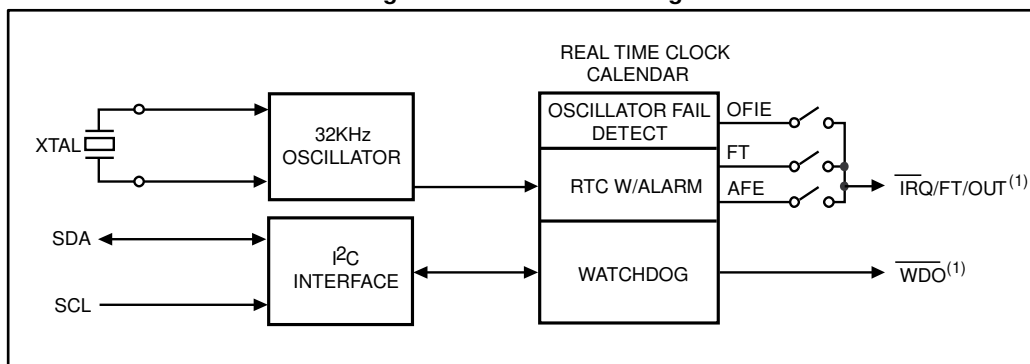 REAL TIME CLOCK
CALENDAR
XTAL
32KHz
OSCILLATOR
OSCILLATOR FAIL
DETECT
OFIE
RTC W/ALARM
FT
AFE
IRQ/FT/OUT(1)
SDA
SCL
I2C
INTERFACE
WATCHDOG
WDO(1)